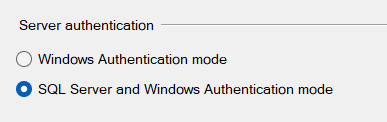 Server authentication
Windows Authentication mode
SQL Server and Windows Authentication mode